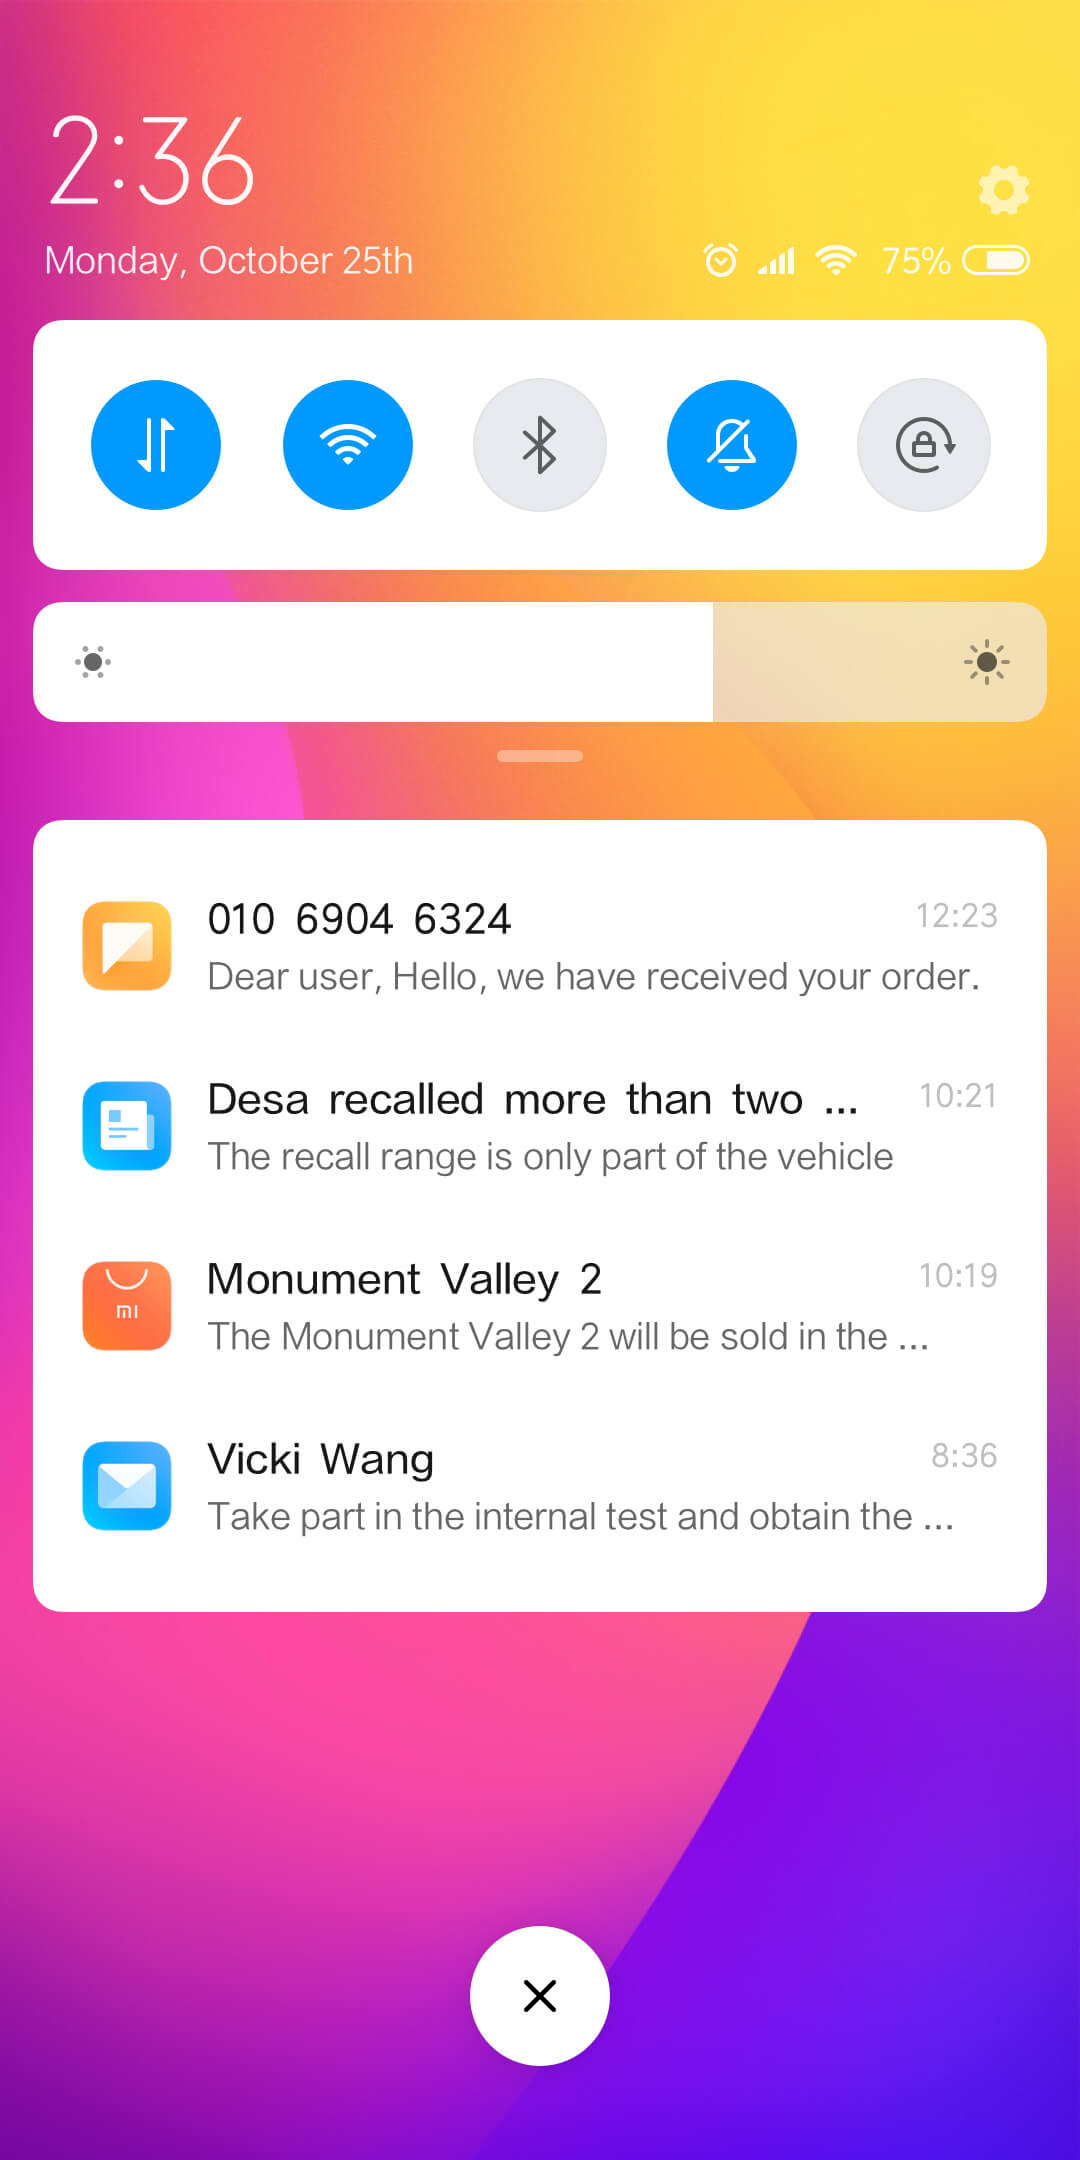 2:36
Monday, October 25th
75%
010 6904 6324
12:23
Dear user, Hello, we have received your order.
Desa recalled more than two ...
10:21
The recall range is only part of the vehicle
Monument Valley 2
10:19
The Monument Valley 2 will be sold in the ...
Vicki Wang
8:36
Take part in the internal test and obtain the ...
mi